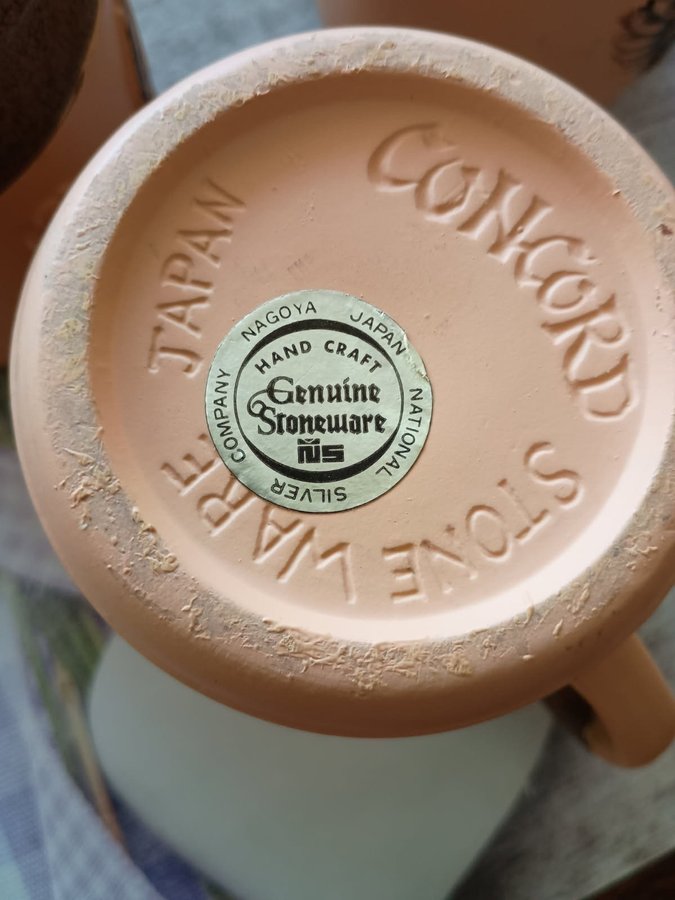 CONCORD
STONE WARE
JAPAN
NAGOYA JAPAN
NATIONAL SILVER COMPANY
HAND CRAFT
Genuine
Stoneware
NS